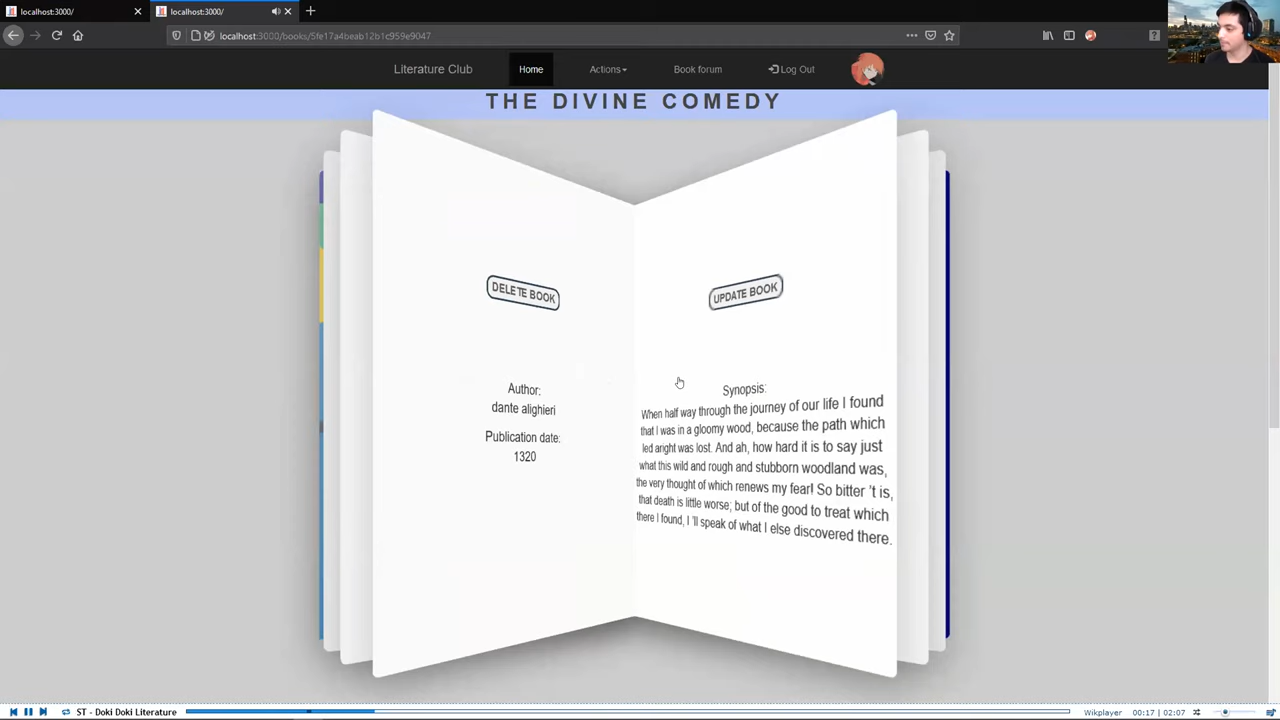 localhost:3000/
localhost:3000/
localhost:3000/books/5fe17a4beab12b1c959e9047
Literature Club
Home
Actions
Book forum
Log Out
THE DIVINE COMEDY
DELETE BOOK
UPDATE BOOK
Author:
dante alighieri
Publication date:
1320
Synopsis:
When half way through the journey of our life I found
that I was in a gloomy wood, because the path which
led aright was lost. And ah, how hard it is to say just
what this wild and rough and stubborn woodland was,
the very thought of which renews my fear! So bitter 't is,
that death is little worse; but of the good to treat which
there I found, I 'll speak of what I else discovered there.
ST - Doki Doki Literature
Wikplayer
00:17 | 02:07